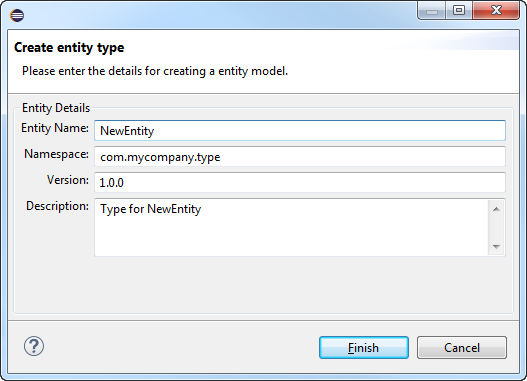 Create entity type
Please enter the details for creating a entity model.
Entity Details
Entity Name: NewEntity
Namespace: com.mycompany.type
Version: 1.0.0
Description: Type for NewEntity
? Finish Cancel